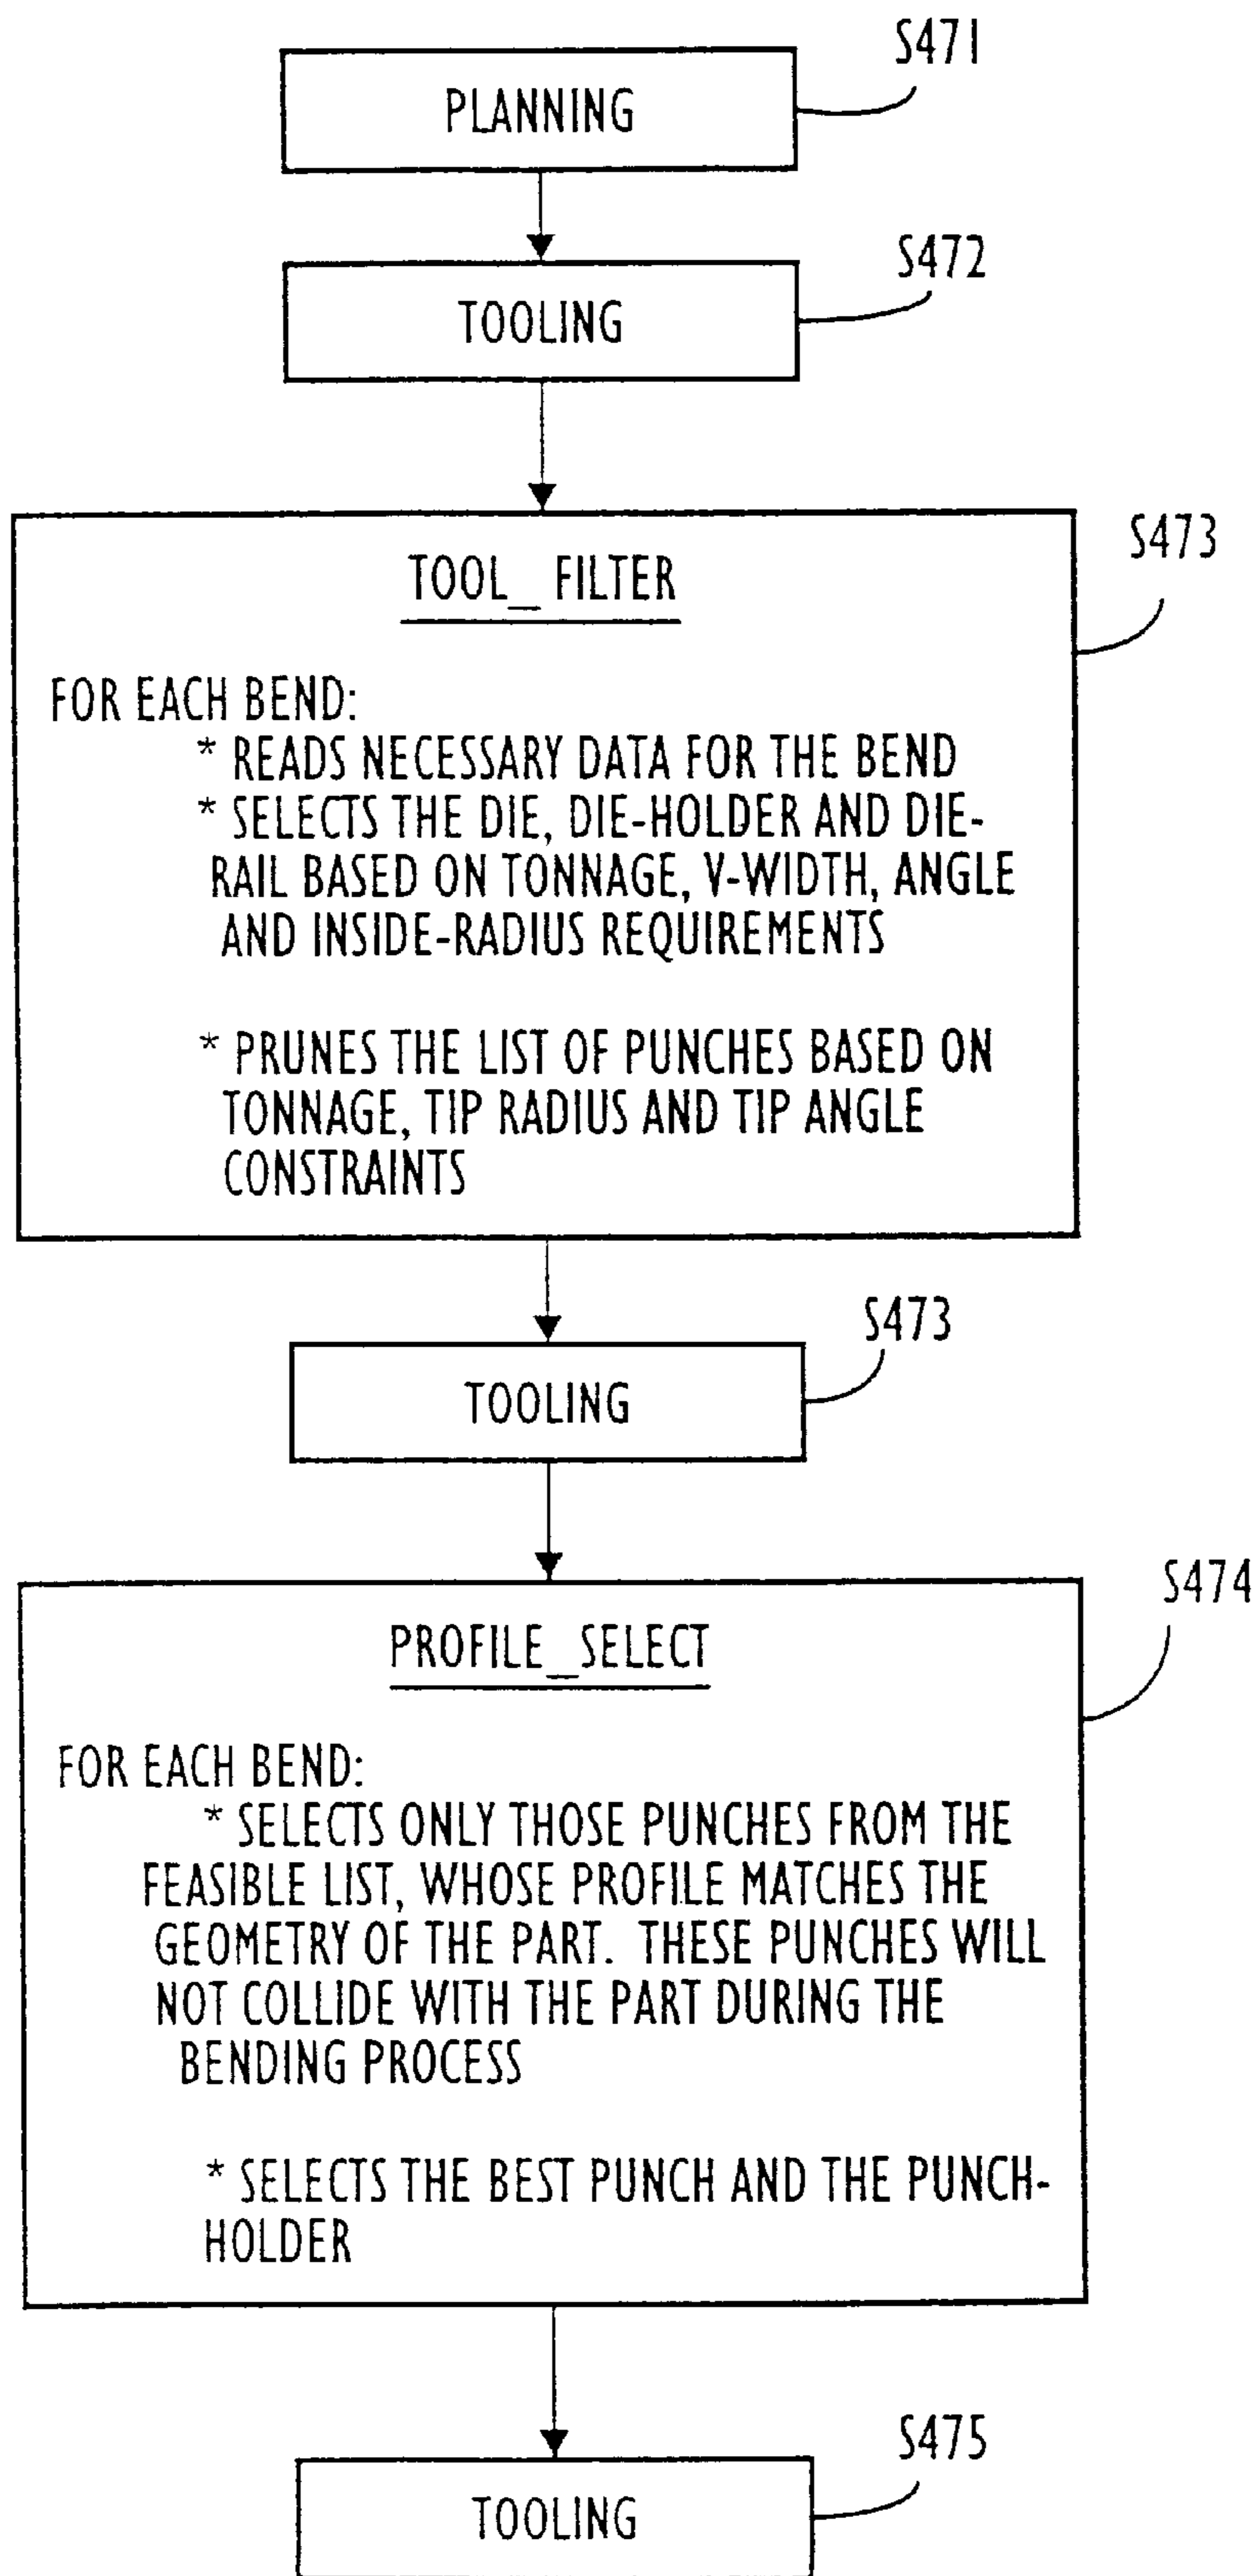 S471
PLANNING
S472
TOOLING
S473
TOOL_ FILTER
FOR EACH BEND:
* READS NECESSARY DATA FOR THE BEND
* SELECTS THE DIE, DIE-HOLDER AND DIE-
RAIL BASED ON TONNAGE, V-WIDTH, ANGLE
AND INSIDE-RADIUS REQUIREMENTS
* PRUNES THE LIST OF PUNCHES BASED ON
TONNAGE, TIP RADIUS AND TIP ANGLE
CONSTRAINTS
S473
TOOLING
S474
PROFILE_SELECT
FOR EACH BEND:
* SELECTS ONLY THOSE PUNCHES FROM THE
FEASIBLE LIST, WHOSE PROFILE MATCHES THE
GEOMETRY OF THE PART. THESE PUNCHES WILL
NOT COLLIDE WITH THE PART DURING THE
BENDING PROCESS
* SELECTS THE BEST PUNCH AND THE PUNCH-
HOLDER
S475
TOOLING